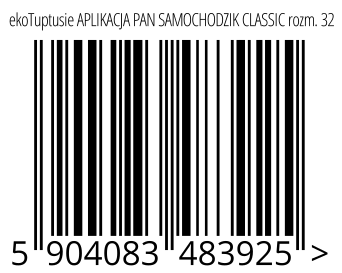 ekoTuptusie APLIKACJA PAN SAMOCHODZIK CLASSIC rozm. 32
5 904083 483925 >